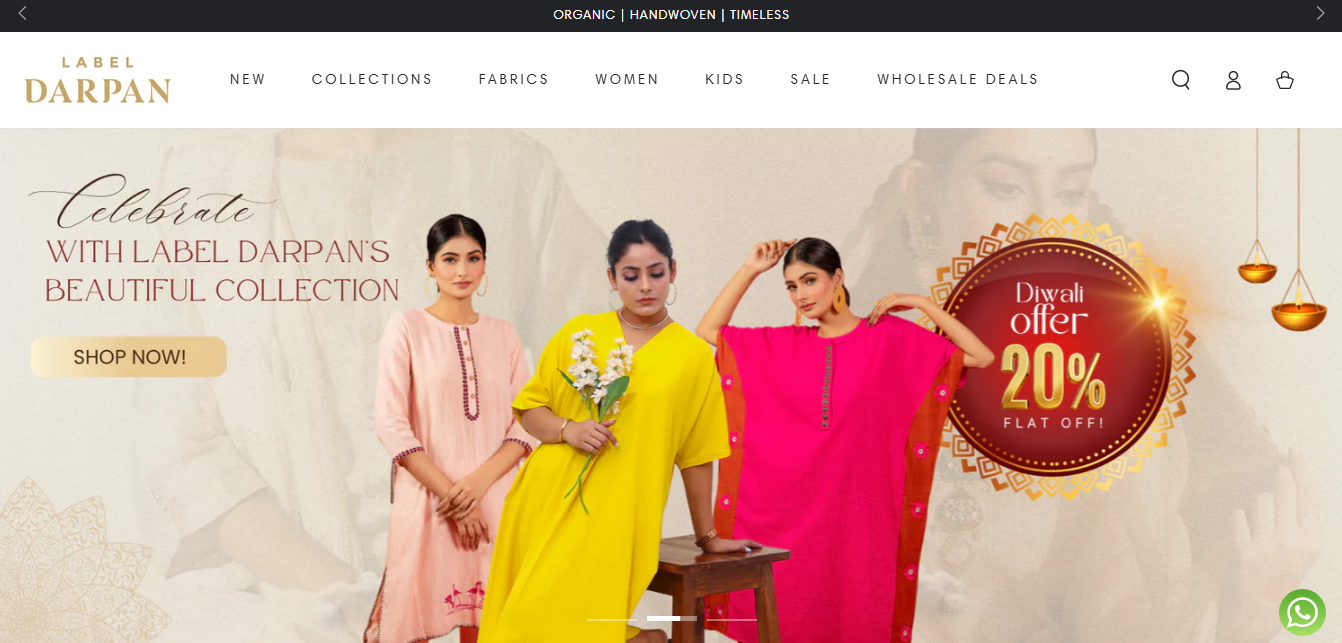 ORGANIC | HANDWOVEN | TIMELESS
LABEL
DARPAN
NEW COLLECTIONS FABRICS WOMEN KIDS SALE WHOLESALE DEALS
Celebrate
WITH LABEL DARPAN'S
BEAUTIFUL COLLECTION
SHOP NOW!
Diwali
offer
20%
FLAT OFF!